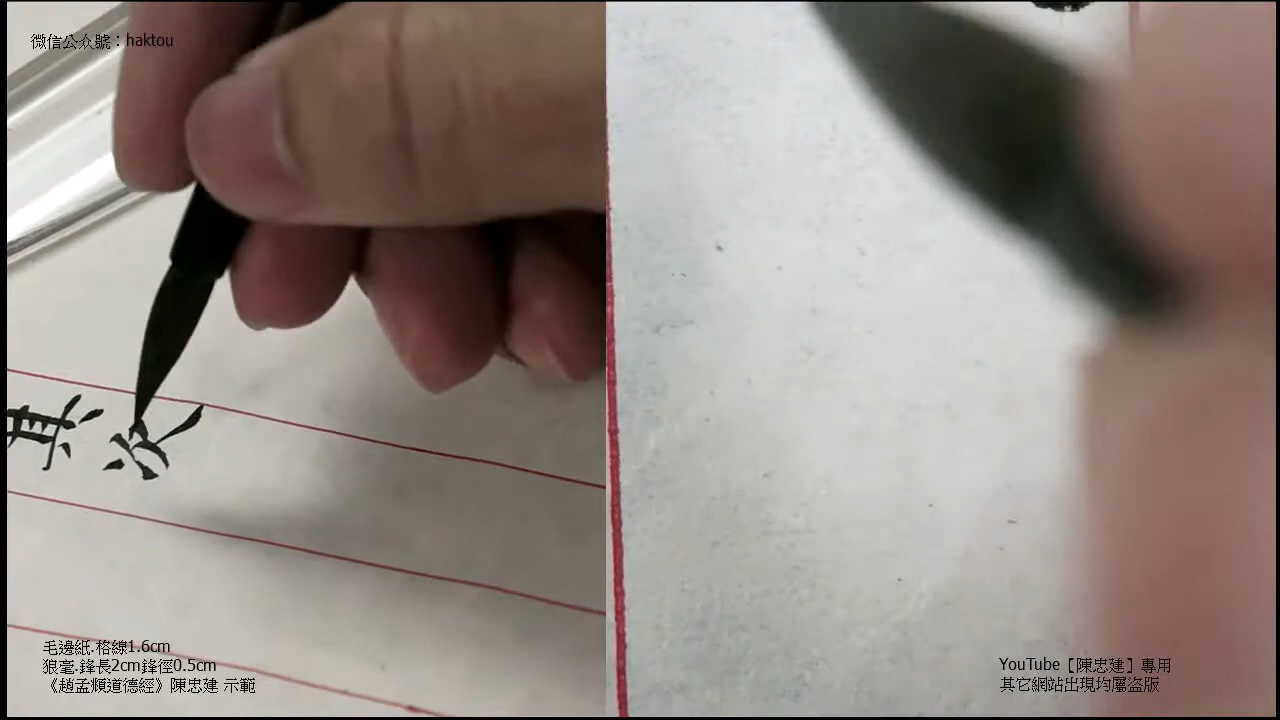 微信公众號：haktou
其次
毛邊紙.格線1.6cm
狼毫.鋒長2cm鋒徑0.5cm
《趙孟頫道德經》陳忠建 示範
YouTube［陳忠建］專用
其它網站出現均屬盜版